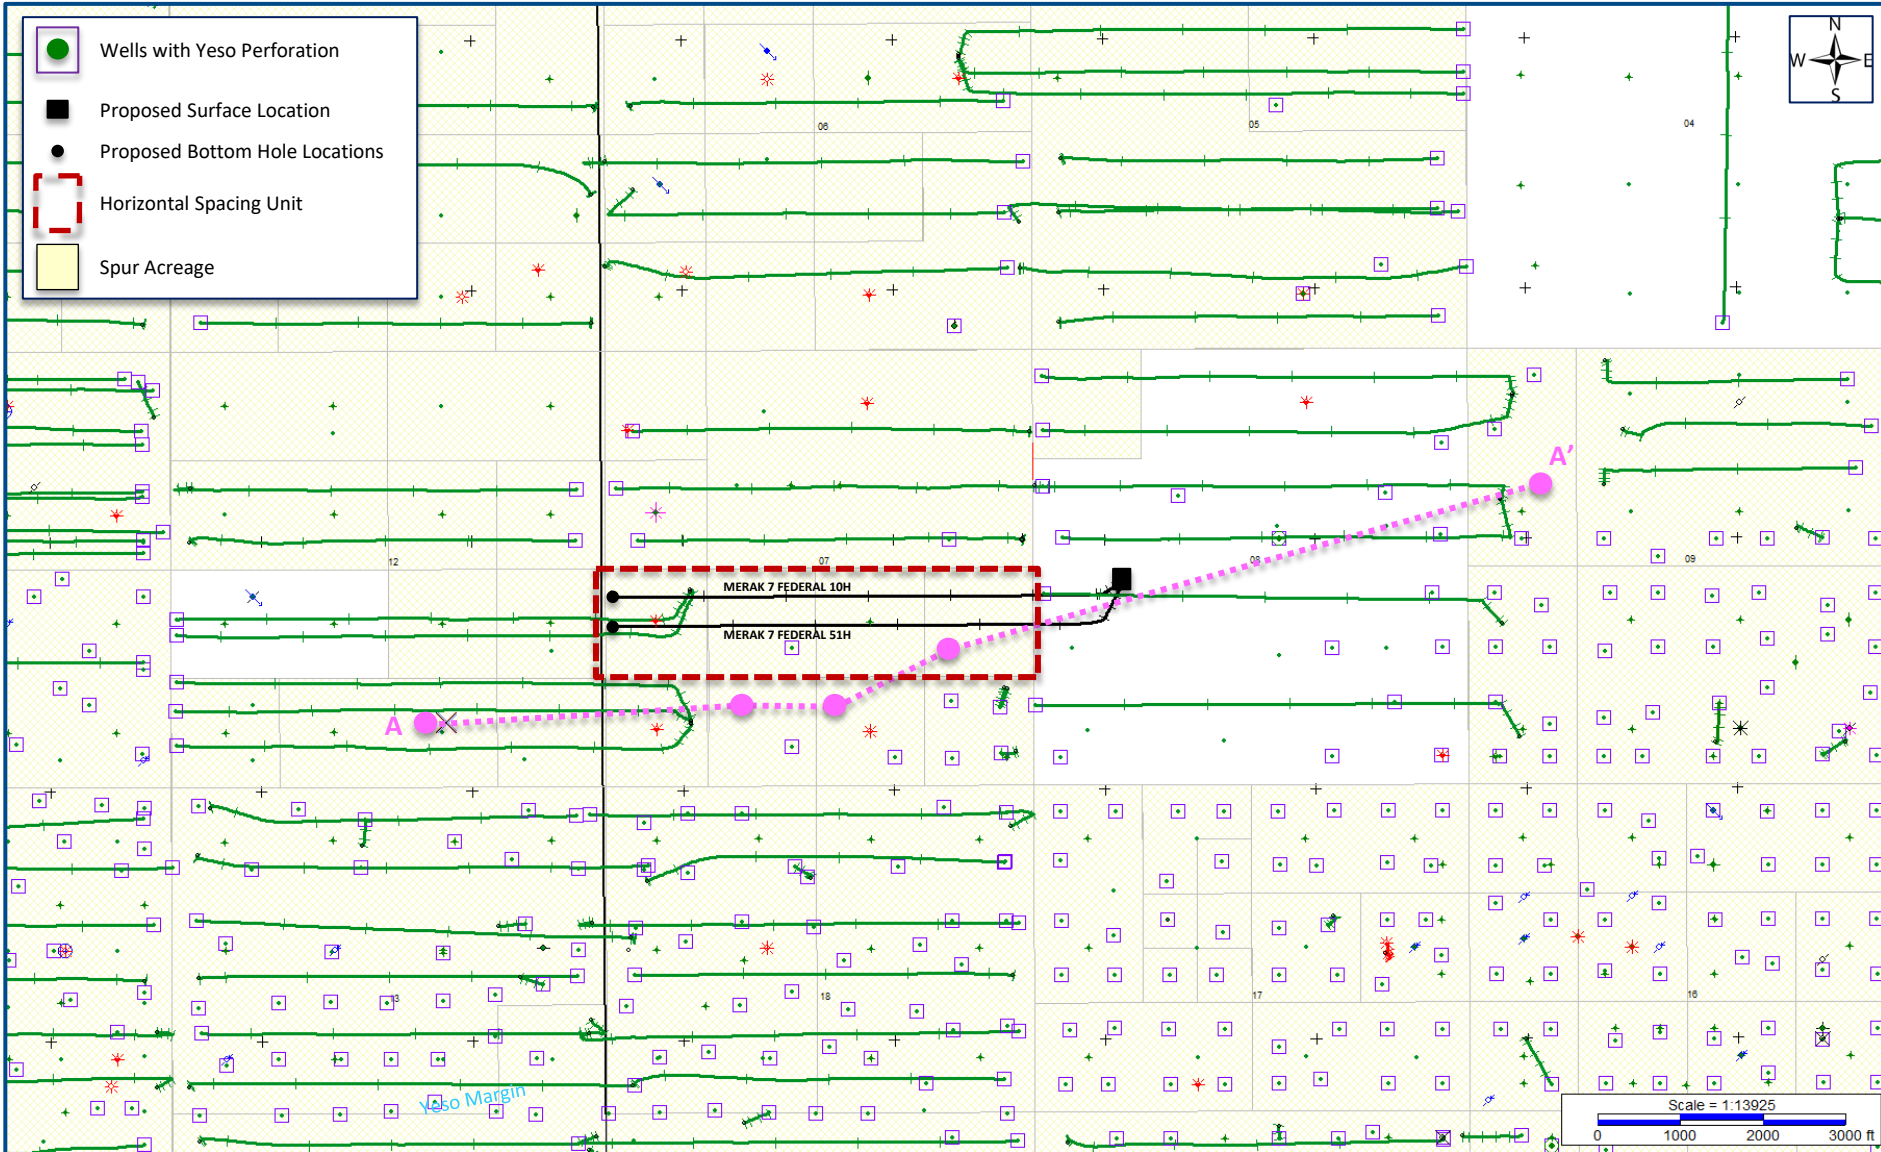 Wells with Yeso Perforation
Proposed Surface Location
Proposed Bottom Hole Locations
Horizontal Spacing Unit
Spur Acreage
N
W E
S
06
05
04
A’
12
07
08
09
MERAK 7 FEDERAL 10H
MERAK 7 FEDERAL 51H
A
13
18
17
16
Yeso Margin
Scale = 1:13925
0 1000 2000 3000 ft